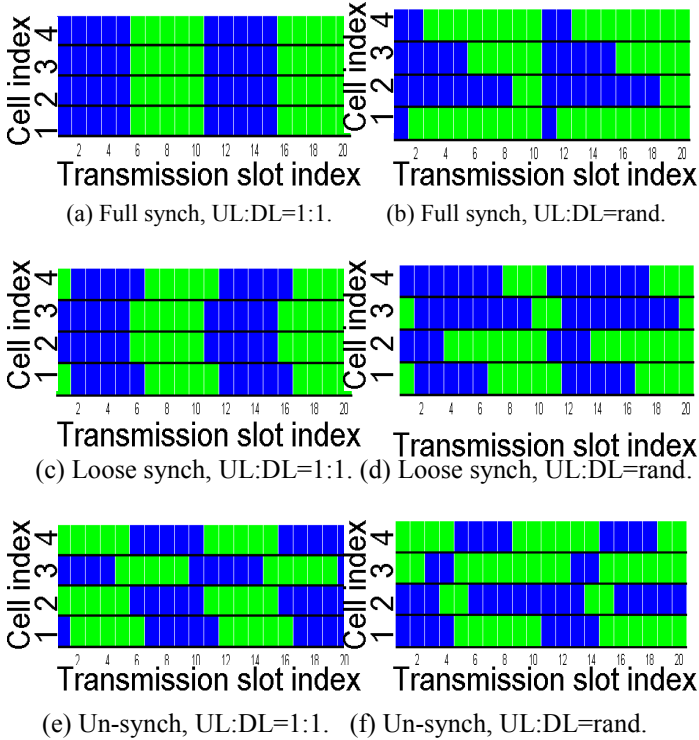 Cell index
4
3
2
1
2 4 6 8 10 12 14 16 18 20
Transmission slot index
(a) Full synch, UL:DL=1:1.
Cell index
4
3
2
1
2 4 6 8 10 12 14 16 18 20
Transmission slot index
(b) Full synch, UL:DL=rand.
Cell index
4
3
2
1
2 4 6 8 10 12 14 16 18 20
Transmission slot index
(c) Loose synch, UL:DL=1:1.
Cell index
4
3
2
1
2 4 6 8 10 12 14 16 18 20
Transmission slot index
(d) Loose synch, UL:DL=rand.
Cell index
4
3
2
1
2 4 6 8 10 12 14 16 18 20
Transmission slot index
(e) Un-synch, UL:DL=1:1.
Cell index
4
3
2
1
2 4 6 8 10 12 14 16 18 20
Transmission slot index
(f) Un-synch, UL:DL=rand.